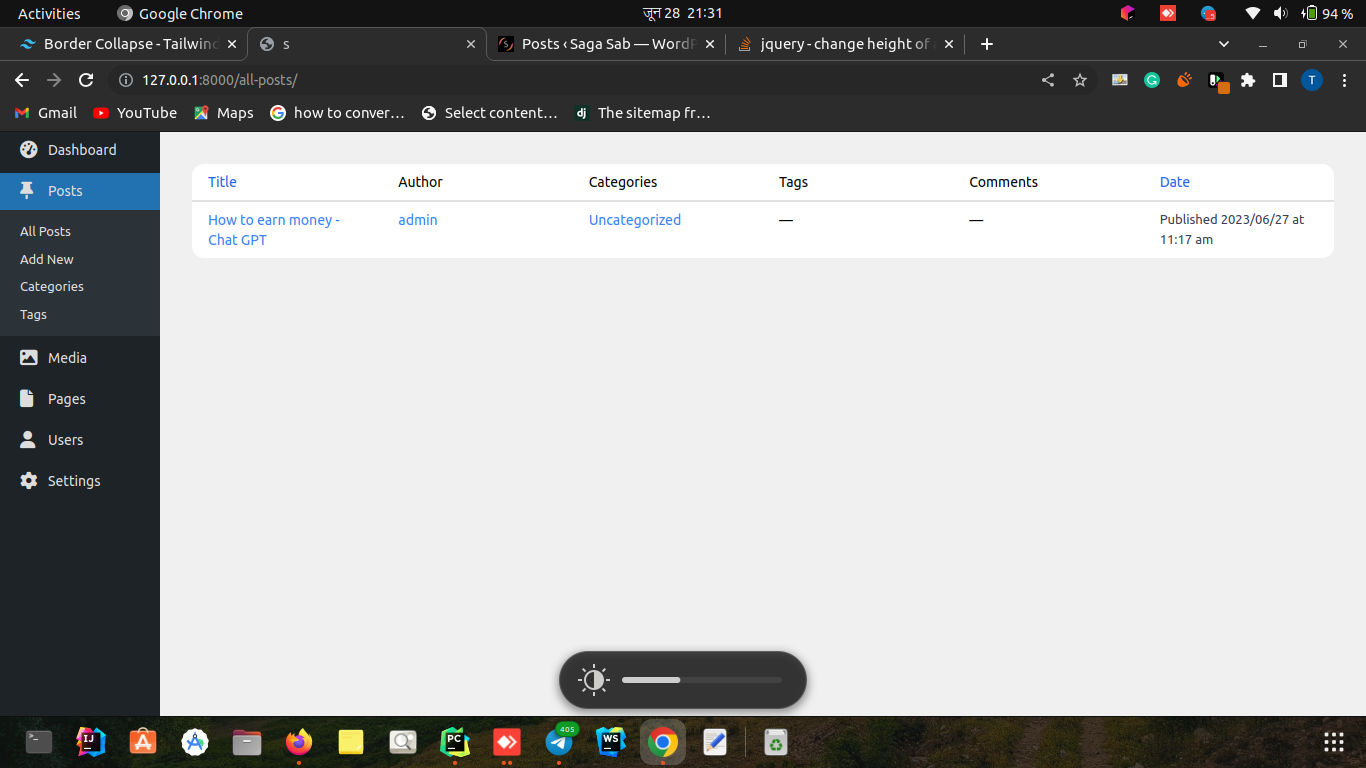 Activities Google Chrome जून 28 21:31 94 %
Border Collapse - Tailwind s Posts ‹ Saga Sab — WordP jquery - change height of
127.0.0.1:8000/all-posts/ T
Gmail YouTube Maps how to conver... Select content... dj The sitemap fr...
Dashboard
Posts
All Posts
Add New
Categories
Tags
Media
Pages
Users
Settings
Title Author Categories Tags Comments Date
How to earn money - admin Uncategorized — — Published 2023/06/27 at
Chat GPT 11:17 am
IJ PC 405 WS